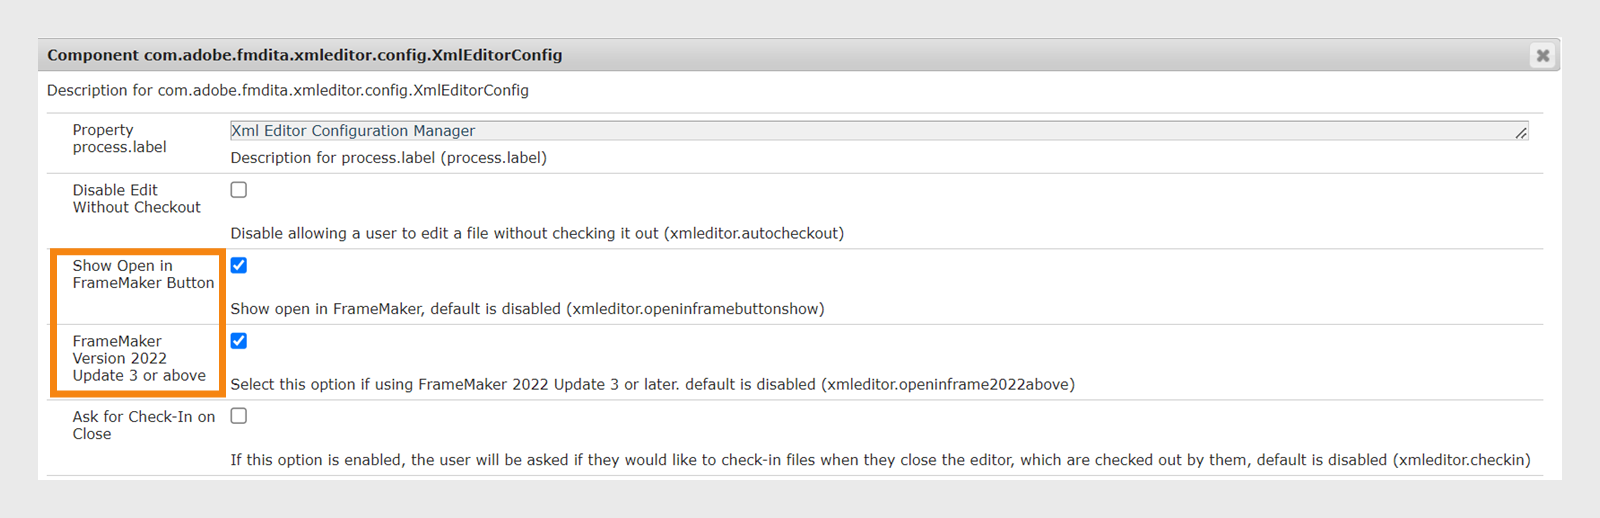 Component com.adobe.fmdita.xmleditor.config.XmlEditorConfig
Description for com.adobe.fmdita.xmleditor.config.XmlEditorConfig
Property
process.label
Xml Editor Configuration Manager
Description for process.label (process.label)
Disable Edit
Without Checkout
Disable allowing a user to edit a file without checking it out (xmleditor.autocheckout)
Show Open in
FrameMaker Button
Show open in FrameMaker, default is disabled (xmleditor.openinframebuttonshow)
FrameMaker
Version 2022
Update 3 or above
Select this option if using FrameMaker 2022 Update 3 or later. default is disabled (xmleditor.openinframe2022above)
Ask for Check-In on
Close
If this option is enabled, the user will be asked if they would like to check-in files when they close the editor, which are checked out by them, default is disabled (xmleditor.checkin)